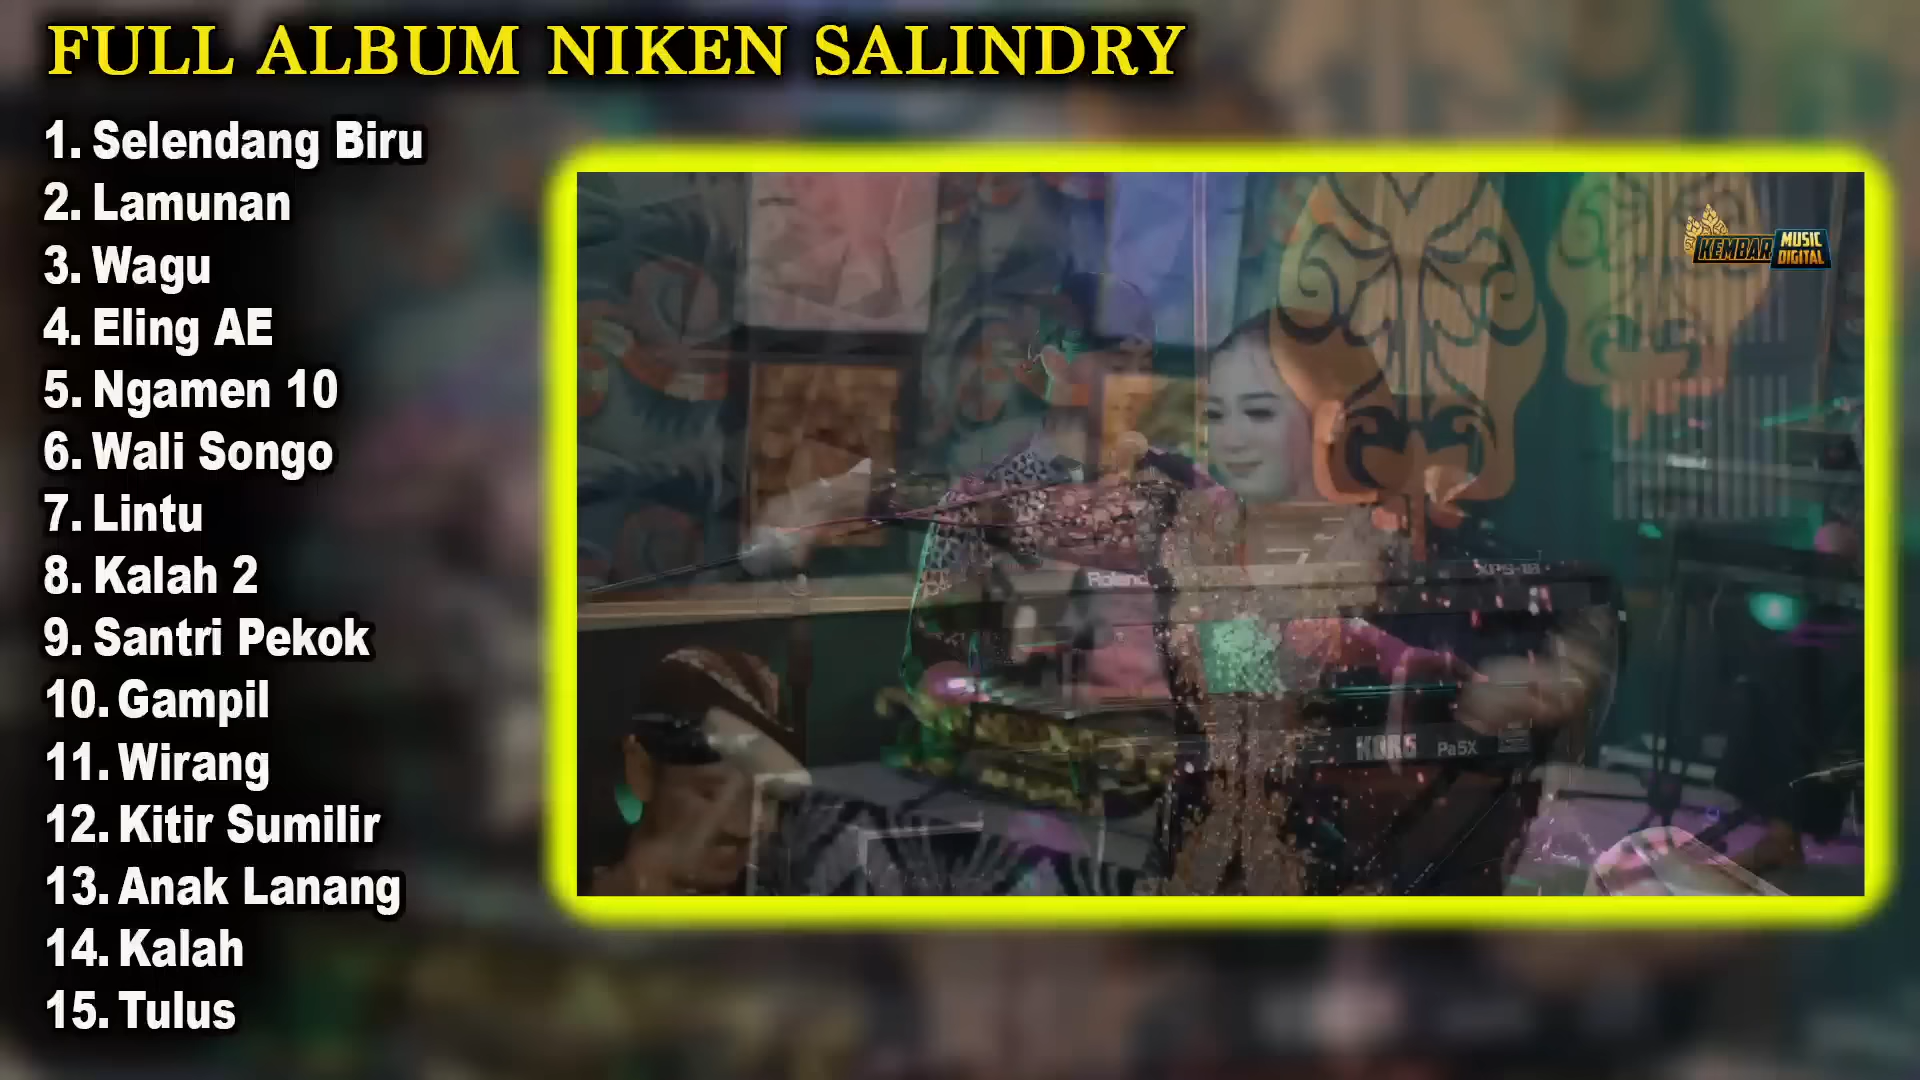 FULL ALBUM NIKEN SALINDRY
1. Selendang Biru
2. Lamunan
3. Wagu
4. Eling AE
5. Ngamen 10
6. Wali Songo
7. Lintu
8. Kalah 2
9. Santri Pekok
10. Gampil
11. Wirang
12. Kitir Sumilir
13. Anak Lanang
14. Kalah
15. Tulus
KEMBAR MUSIC DIGITAL
Roland
XPS-10
KORG Pa5X